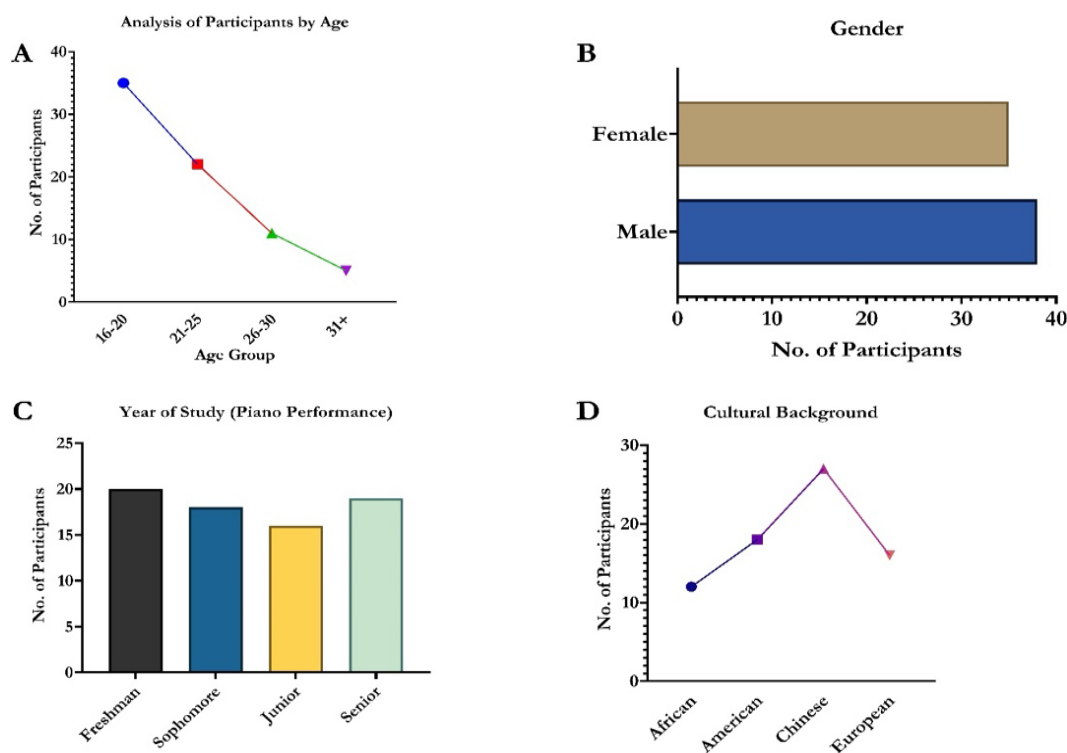 Analysis of Participants by Age
A
No. of Participants
40
30
20
10
0
16-20
21-25
26-30
31+
Age Group
B
Gender
Female
Male
0 10 20 30 40
No. of Participants
C
Year of Study (Piano Performance)
No. of Participants
25
20
15
10
5
0
Freshman
Sophomore
Junior
Senior
D
Cultural Background
No. of Participants
30
20
10
0
African
American
Chinese
European